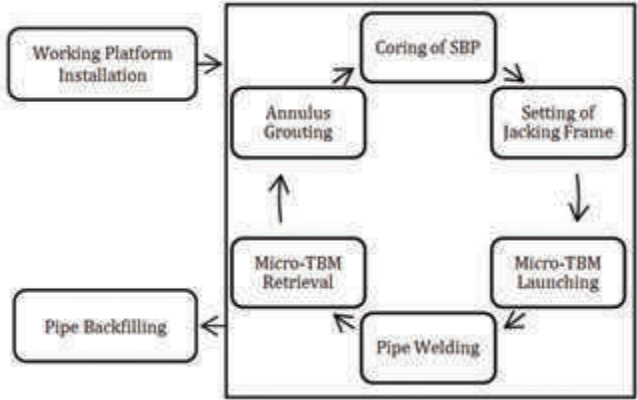 Working Platform
Installation
Coring of SBP
Annulus
Grouting
Setting of
Jacking Frame
Micro-TBM
Retrieval
Micro-TBM
Launching
Pipe Welding
Pipe Backfilling